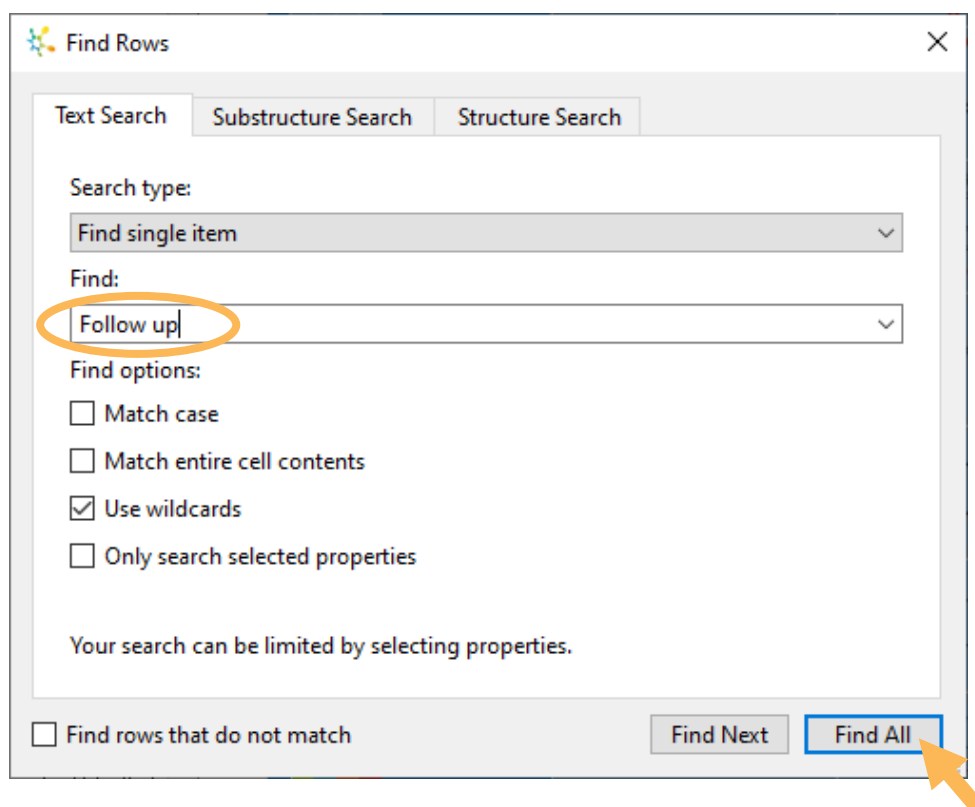 Find Rows
Text Search Substructure Search Structure Search
Search type:
Find single item
Find:
Follow up
Find options:
Match case
Match entire cell contents
Use wildcards
Only search selected properties
Your search can be limited by selecting properties.
Find rows that do not match Find Next Find All